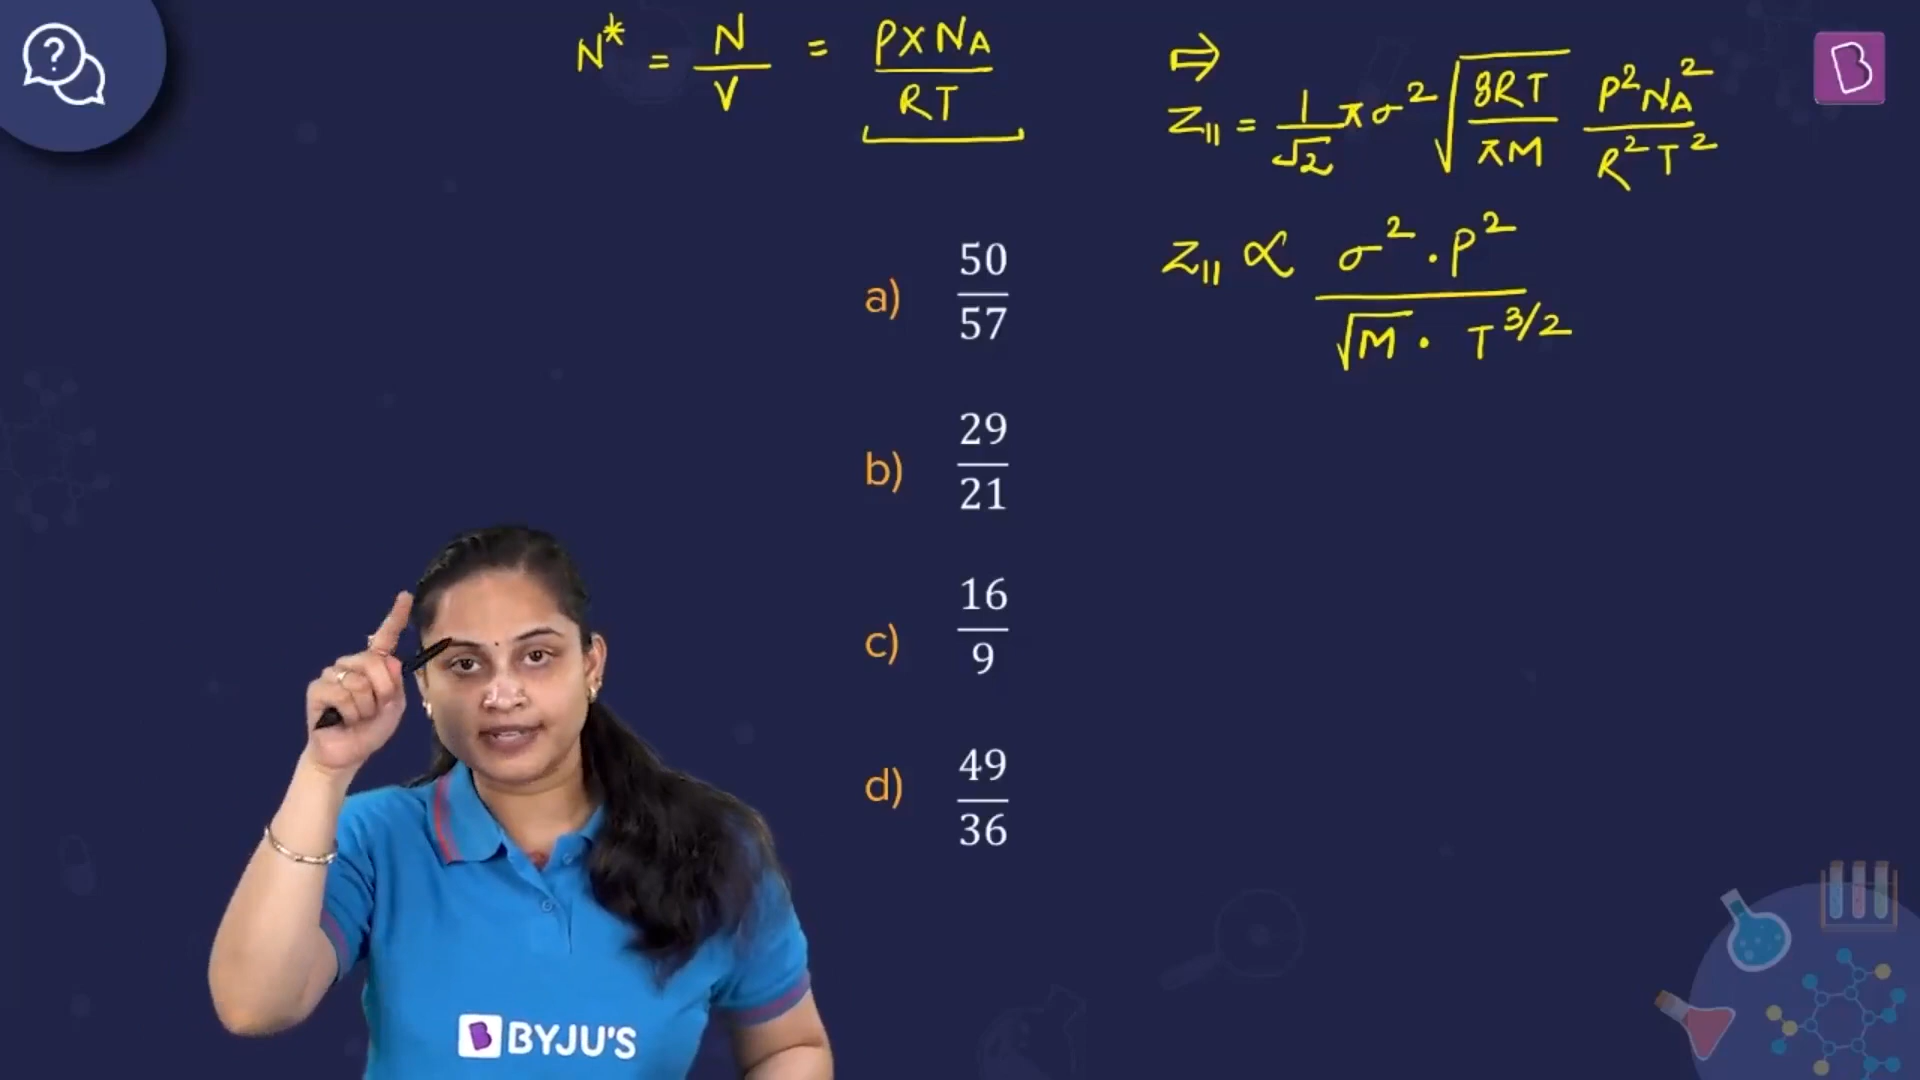 N* = N/V = P×N_A/RT
⇒
Z₁₁ = 1/√2 πσ² √(8RT/πM) P²N_A²/R²T²
Z₁₁ ∝ σ².P²/√M . T^3/2
a) 50/57
b) 29/21
c) 16/9
d) 49/36
BYJU'S